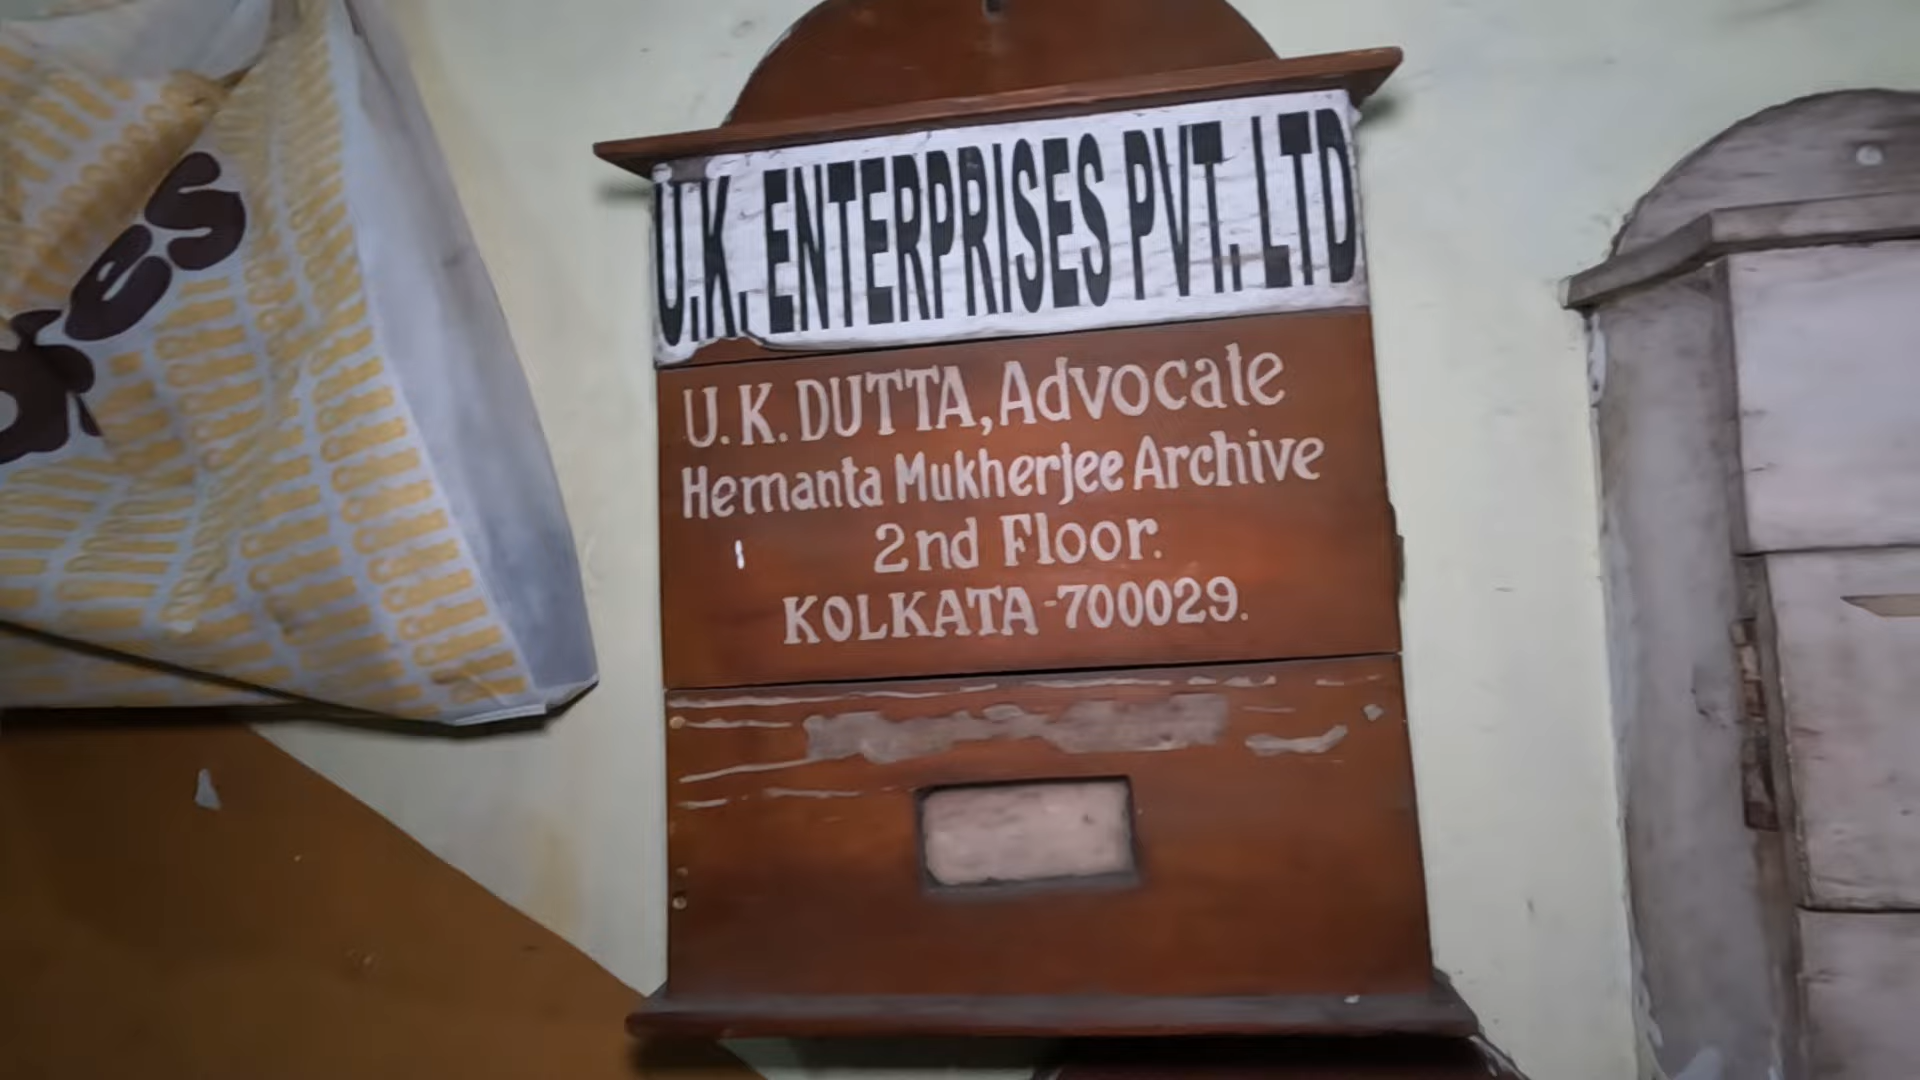 U.K. ENTERPRISES PVT. LTD
U.K. DUTTA, Advocate
Hemanta Mukherjee Archive
2nd Floor.
KOLKATA-700029.